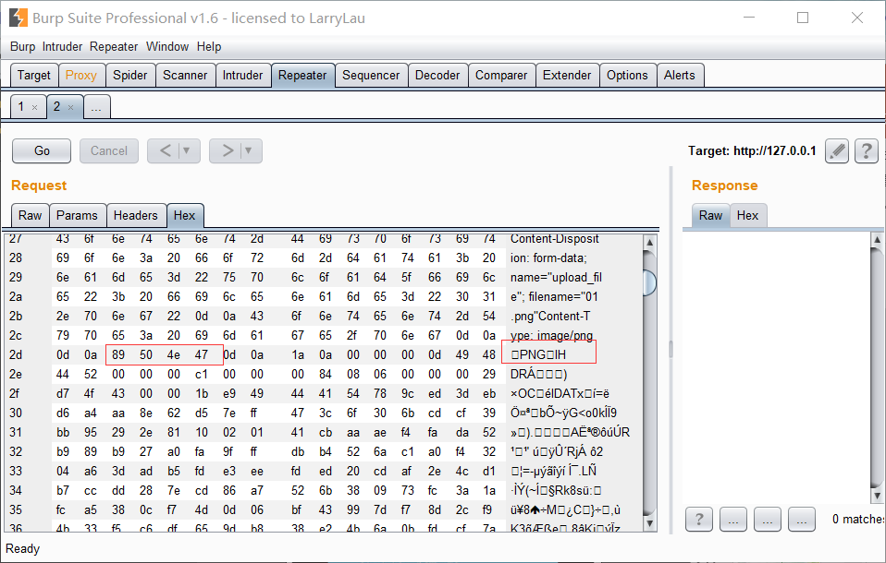 Burp Suite Professional v1.6 - licensed to LarryLau
Burp Intruder Repeater Window Help
Target Proxy Spider Scanner Intruder Repeater Sequencer Decoder Comparer Extender Options Alerts
1 × 2 × ...
Go Cancel < > Target: http://127.0.0.1 ?
Request Response
Raw Params Headers Hex Raw Hex
27 43 6f 6e 74 65 6e 74 2d 44 69 73 70 6f 73 69 74 Content-Disposit
28 69 6f 6e 3a 20 66 6f 72 6d 2d 64 61 74 61 3b 20 ion: form-data;
29 6e 61 6d 65 3d 22 75 70 6c 6f 61 64 5f 66 69 6c name="upload_fil
2a 65 22 3b 20 66 69 6c 65 6e 61 6d 65 3d 22 30 31 e"; filename="01
2b 2e 70 6e 67 22 0d 0a 43 6f 6e 74 65 6e 74 2d 54 .png"Content-T
2c 79 70 65 3a 20 69 6d 61 67 65 2f 70 6e 67 0d 0a ype: image/png
2d 0d 0a 89 50 4e 47 0d 0a 1a 0a 00 00 00 0d 49 48 □PNG□IH
2e 44 52 00 00 00 c1 00 00 00 84 08 06 00 00 00 29 DRÁ□□□)
2f d7 4f 43 00 00 1b e9 49 44 41 54 78 9c ed 3d eb ×OC□éIDATx□í=ë
30 d6 a4 aa 8e 62 d5 7e ff 47 3c 6f 30 6b cd cf 39 Ö¤ª□bÕ~ÿG<o0kÍÏ9
31 bb 95 29 2e 81 10 02 01 41 cb aa ae f4 fa da 52 »□).□□□□AËª®ôúÚR
32 b9 89 b9 27 a0 fa 9f ff db b4 52 6a c1 a0 f4 32 ¹□¹' ú□ÿÛ´RjÁ ô2
33 04 a6 3d ad b5 fd e3 ee fd ed 20 cd af 2e 4c d1 □¦=-µýãîýí Í¯.LÑ
34 b7 cc dd 28 7e cd 86 a7 52 6b 38 09 73 fc 3a 1a ·ÌÝ(~Í□§Rk8sü:□
35 fc a5 38 0c f7 4d 0d 06 bf 43 99 7d f7 8d 2c f9
36 4b 33 f5 c6 df 65 9d b8 38 e2 4b 6a 0b fd cf 7a
? ... ... ... 0 matches
Ready